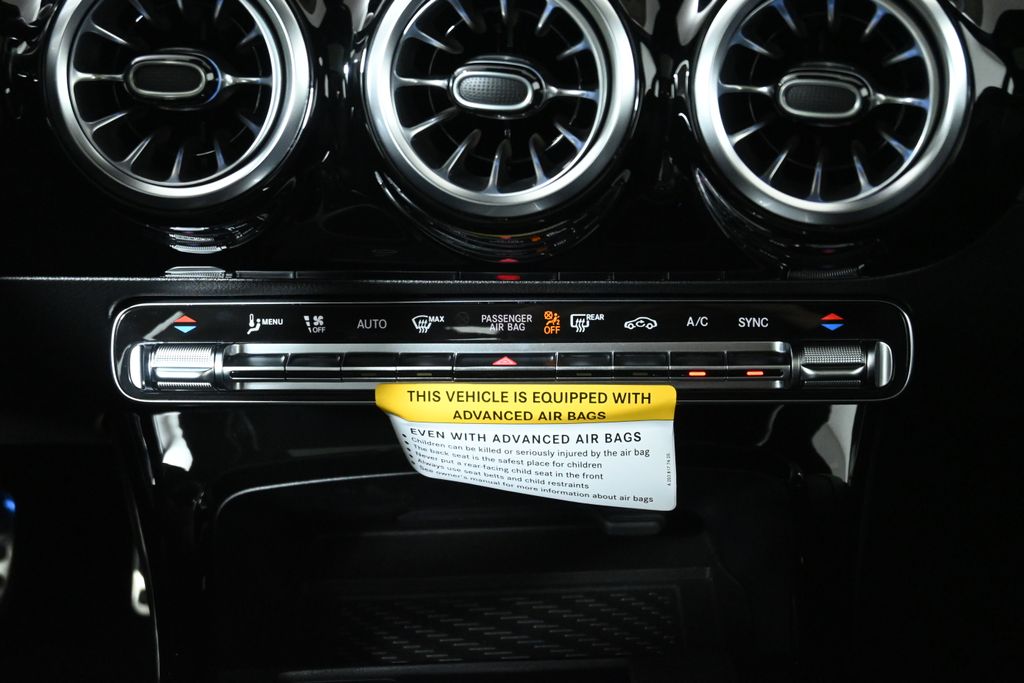 MENU OFF AUTO MAX PASSENGER AIR BAG OFF REAR A/C SYNC
THIS VEHICLE IS EQUIPPED WITH
ADVANCED AIR BAGS
EVEN WITH ADVANCED AIR BAGS
• Children can be killed or seriously injured by the air bag
• The back seat is the safest place for children
• Never put a rear-facing child seat in the front
• Always use seat belts and child restraints
• See owner's manual for more information about air bags